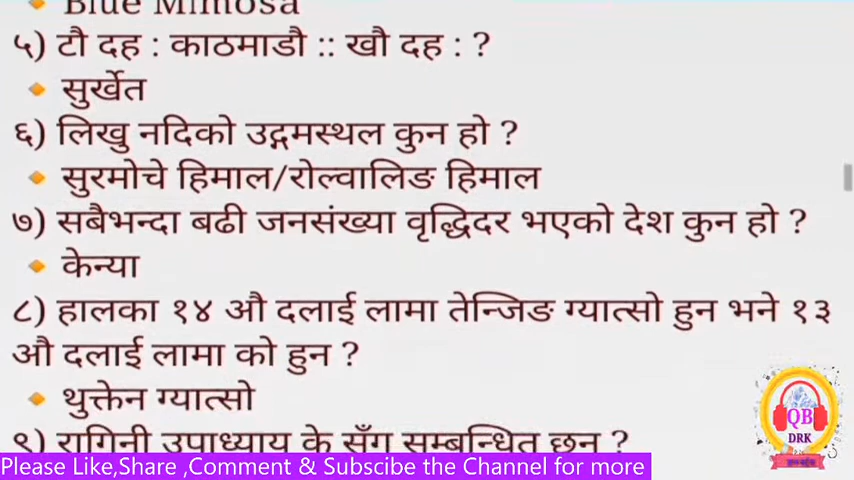 Blue Mimosa
५) टौ दह : काठमाडौ :: खौ दह : ?
सुर्खेत
६) लिखु नदिको उद्गमस्थल कुन हो ?
सुरमोचे हिमाल/रोल्वालिङ हिमाल
७) सबैभन्दा बढी जनसंख्या वृद्धिदर भएको देश कुन हो ?
केन्या
८) हालका १४ औ दलाई लामा तेन्जिङ ग्यात्सो हुन भने १३
औ दलाई लामा को हुन ?
थुक्तेन ग्यात्सो
९) रागिनी उपाध्याय के सँग सम्बन्धित छन् ?
QB
DRK
Please Like,Share ,Comment & Subscibe the Channel for more